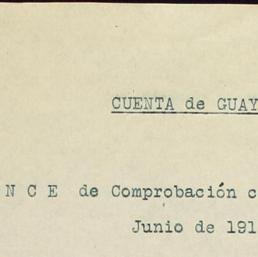 CUENTA de GUAY
N C E de Comprobación c
Junio de 191